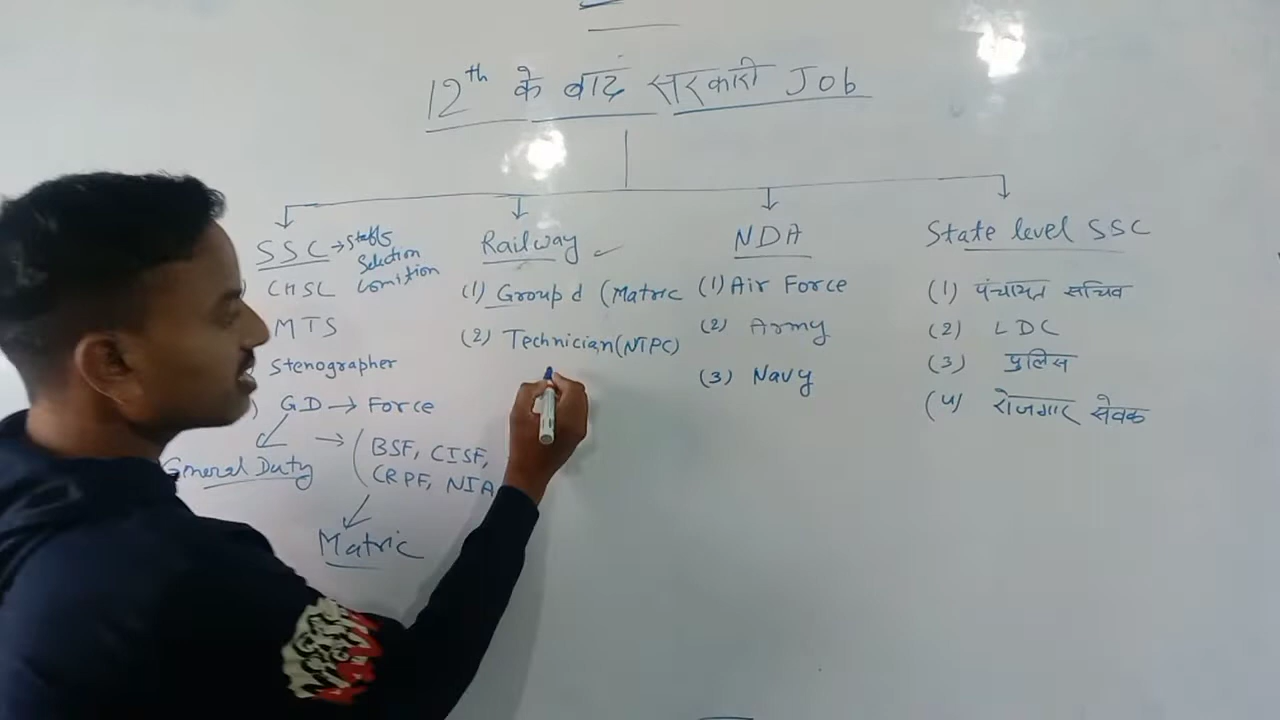 12th के बाद सरकारी Job
SSC → Staffs Selection Comition
CHSL
MTS
Stenographer
GD → Force
General Duty → (BSF, CISF,
CRPF, NIA
Matric
Railway
(1) Group d (Matric
(2) Technician (NTPC)
NDA
(1) Air Force
(2) Army
(3) Navy
State level SSC
(1) पंचायत सचिव
(2) LDC
(3) पुलिस
(4) रोजगार सेवक